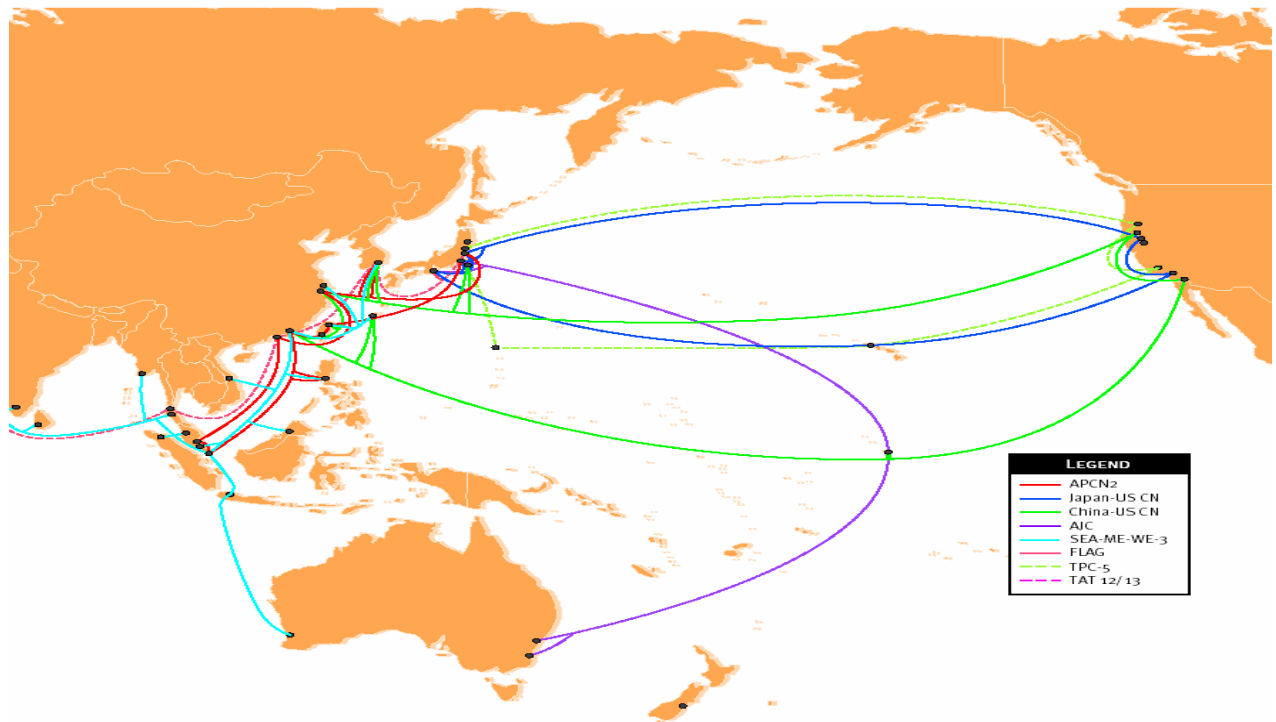 LEGEND
APCN2
Japan-US CN
China-US CN
AJC
SEA-ME-WE-3
FLAG
TPC-5
TAT 12/13